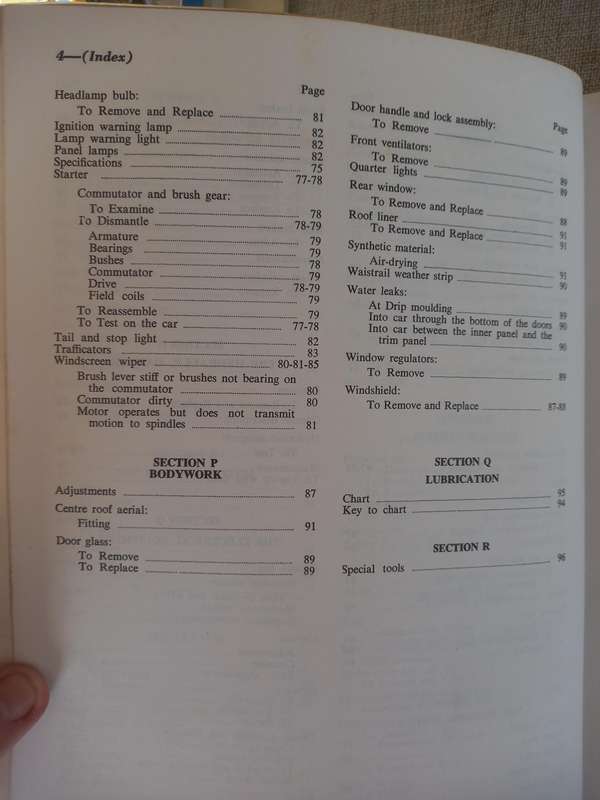 4—(Index)
Page
Headlamp bulb:
To Remove and Replace 81
Ignition warning lamp 82
Lamp warning light 82
Panel lamps 82
Specifications 75
Starter 77-78
Commutator and brush gear:
To Examine 78
To Dismantle 78-79
Armature 79
Bearings 79
Bushes 78
Commutator 79
Drive 78-79
Field coils 79
To Reassemble 79
To Test on the car 77-78
Tail and stop light 82
Trafficators 83
Windscreen wiper 80-81-85
Brush lever stiff or brushes not bearing on
the commutator 80
Commutator dirty 80
Motor operates but does not transmit
motion to spindles 81
SECTION P
BODYWORK
Adjustments 87
Centre roof aerial:
Fitting 91
Door glass:
To Remove 89
To Replace 89
Page
Door handle and lock assembly:
To Remove 89
Front ventilators:
To Remove 89
Quarter lights 89
Rear window:
To Remove and Replace 88
Roof liner 91
To Remove and Replace 91
Synthetic material:
Air-drying 91
Waistrail weather strip 90
Water leaks:
At Drip moulding 89
Into car through the bottom of the doors 90
Into car between the inner panel and the
trim panel 90
Window regulators:
To Remove 89
Windshield:
To Remove and Replace 87-88
SECTION Q
LUBRICATION
Chart 95
Key to chart 94
SECTION R
Special tools 96